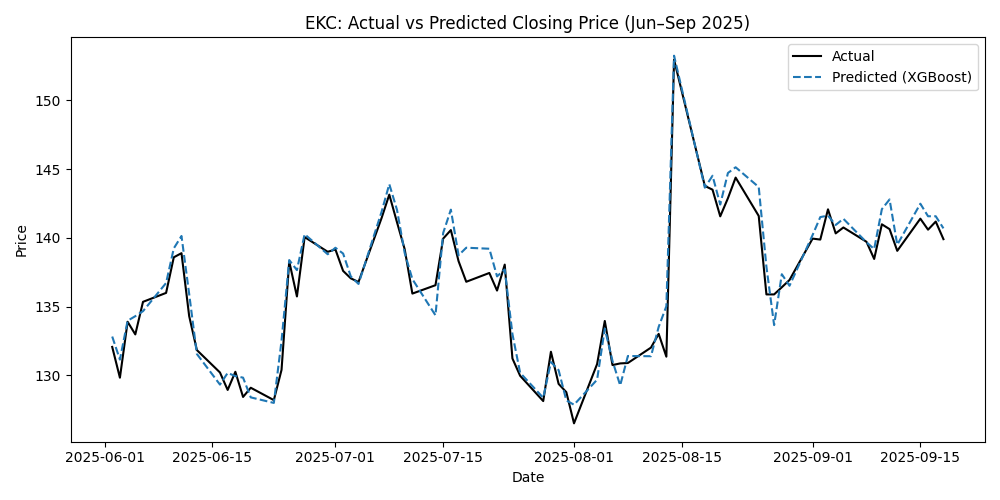 EKC: Actual vs Predicted Closing Price (Jun–Sep 2025)
Actual
Predicted (XGBoost)
Price
150
145
140
135
130
2025-06-01 2025-06-15 2025-07-01 2025-07-15 2025-08-01 2025-08-15 2025-09-01 2025-09-15
Date